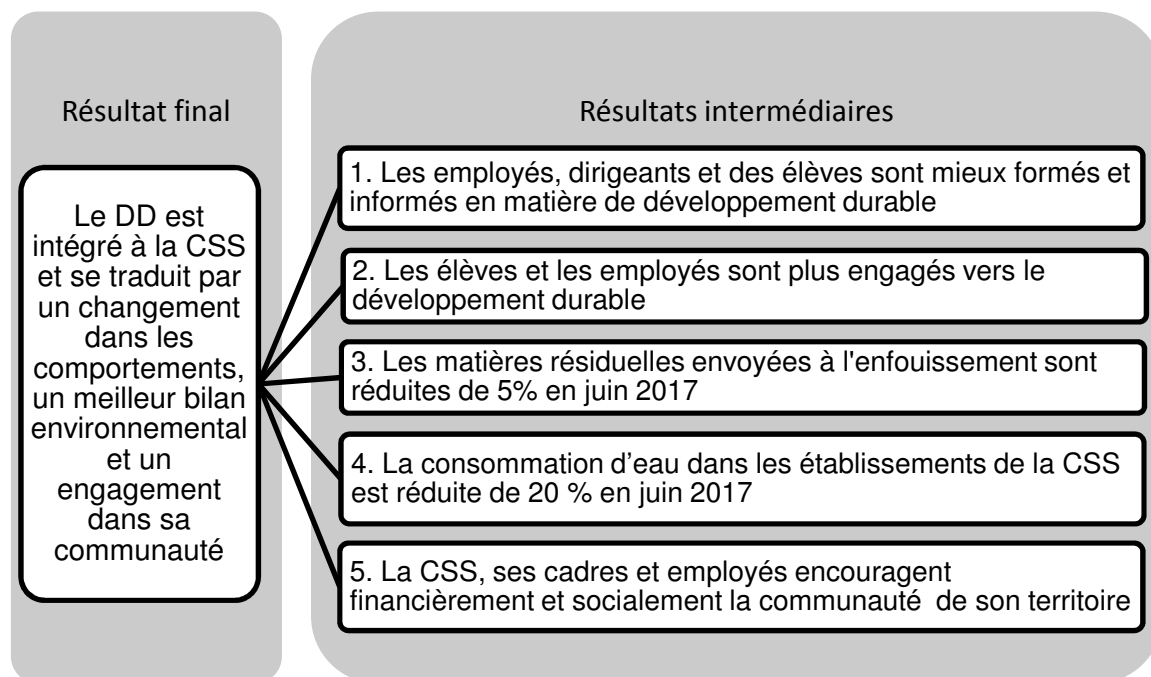 Résultat final
Le DD est
intégré à la CSS
et se traduit par
un changement
dans les
comportements,
un meilleur bilan
environnemental
et un
engagement
dans sa
communauté
Résultats intermédiaires
1. Les employés, dirigeants et des élèves sont mieux formés et
informés en matière de développement durable
2. Les élèves et les employés sont plus engagés vers le
développement durable
3. Les matières résiduelles envoyées à l'enfouissement sont
réduites de 5% en juin 2017
4. La consommation d’eau dans les établissements de la CSS
est réduite de 20 % en juin 2017
5. La CSS, ses cadres et employés encouragent
financièrement et socialement la communauté  de son territoire